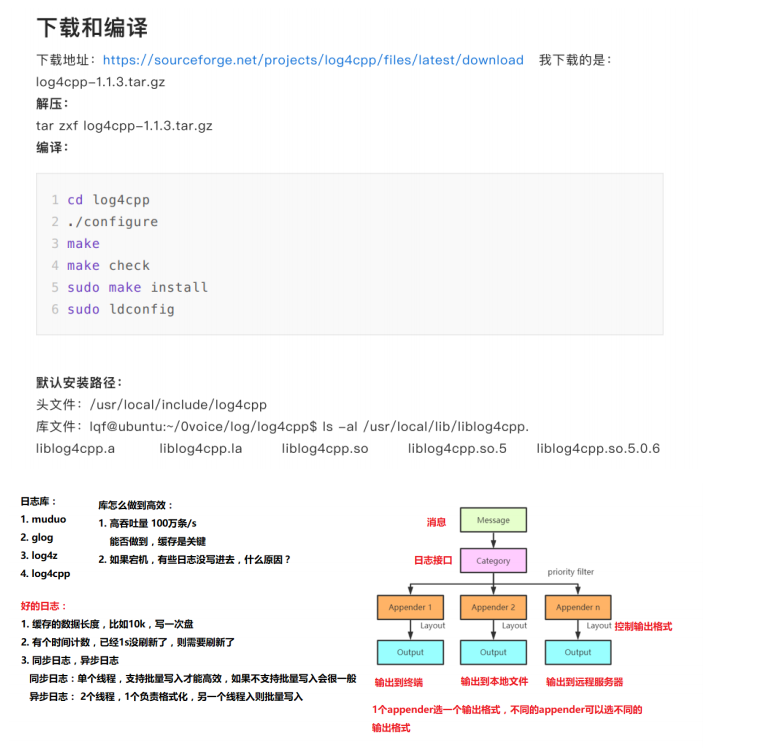 下载和编译
下载地址：https://sourceforge.net/projects/log4cpp/files/latest/download 我下载的是：
log4cpp-1.1.3.tar.gz
解压：
tar zxf log4cpp-1.1.3.tar.gz
编译：
1 cd log4cpp
2 ./configure
3 make
4 make check
5 sudo make install
6 sudo ldconfig
默认安装路径：
头文件：/usr/local/include/log4cpp
库文件：lqf@ubuntu:~/0voice/log/log4cpp$ ls -al /usr/local/lib/liblog4cpp.
liblog4cpp.a liblog4cpp.la liblog4cpp.so liblog4cpp.so.5 liblog4cpp.so.5.0.6
日志库：
1. muduo
2. glog
3. log4z
4. log4cpp
库怎么做到高效：
1. 高吞吐量 100万条/s
能否做到，缓存是关键
2. 如果宕机，有些日志没写进去，什么原因？
好的日志：
1. 缓存的数据长度，比如10k，写一次盘
2. 有个时间计数，已经1s没刷新了，则需要刷新了
3. 同步日志，异步日志
同步日志：单个线程，支持批量写入才能高效，如果不支持批量写入会很一般
异步日志： 2个线程，1个负责格式化，另一个线程入则批量写入
消息 Message
日志接口 Category
priority filter
Appender 1 Appender 2 Appender n
Layout Layout Layout 控制输出格式
Output Output Output
输出到终端 输出到本地文件 输出到远程服务器
1个appender选一个输出格式，不同的appender可以选不同的
输出格式